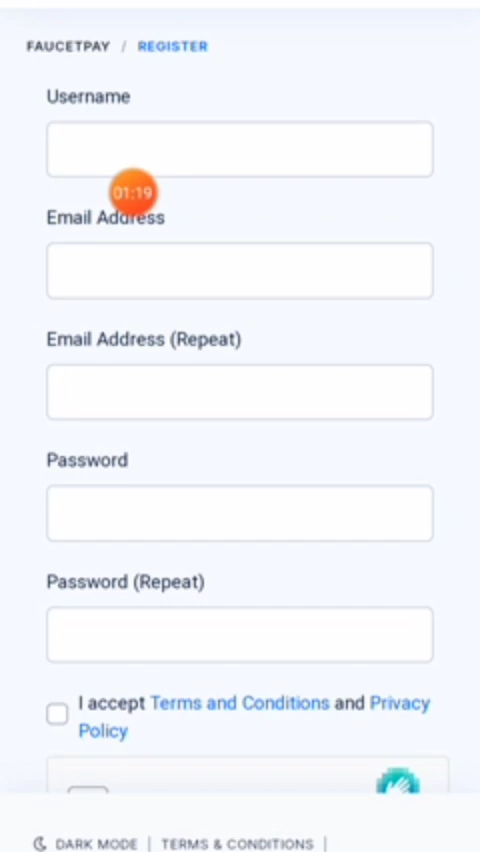 FAUCETPAY / REGISTER
Username
01:19
Email Address
Email Address (Repeat)
Password
Password (Repeat)
I accept Terms and Conditions and Privacy
Policy
DARK MODE | TERMS & CONDITIONS |